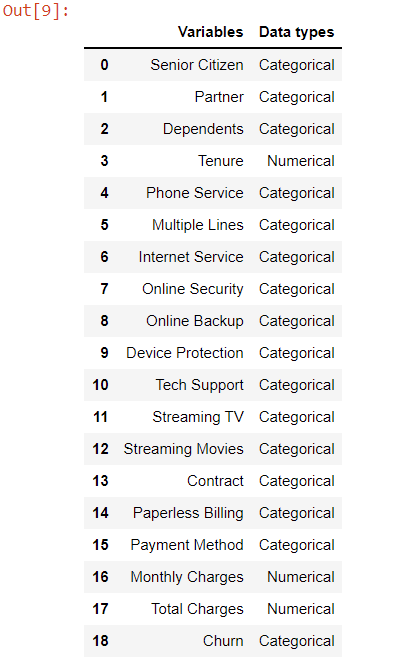 Out[9]:
Variables Data types
0 Senior Citizen Categorical
1 Partner Categorical
2 Dependents Categorical
3 Tenure Numerical
4 Phone Service Categorical
5 Multiple Lines Categorical
6 Internet Service Categorical
7 Online Security Categorical
8 Online Backup Categorical
9 Device Protection Categorical
10 Tech Support Categorical
11 Streaming TV Categorical
12 Streaming Movies Categorical
13 Contract Categorical
14 Paperless Billing Categorical
15 Payment Method Categorical
16 Monthly Charges Numerical
17 Total Charges Numerical
18 Churn Categorical